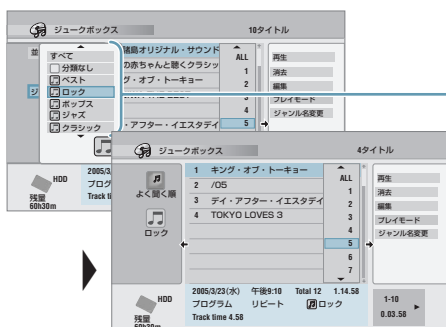 ジュークボックス
10タイトル
並
すべて
分類なし
ベスト
ロック
ポップス
ジャズ
クラシック
島オリジナル・サウンド
の赤ちゃんと聴くクラシッ
グ・オブ・トーキョー
・アフター・イエスタデイ
ALL
1
2
3
4
5
再生
消去
編集
プレイモード
ジャンル名変更
HDD
残量
60h30m
2005/3
プログ
Track ti
ジュークボックス
4タイトル
よく聞く順
ロック
1 キング・オブ・トーキョー
2 /05
3 デイ・アフター・イエスタデイ
4 TOKYO LOVES 3
ALL
1
2
3
4
5
6
7
再生
消去
編集
プレイモード
ジャンル名変更
HDD
残量
60h30m
2005/3/23(水) 午後9:10 Total 12 1.14.58
プログラム リピート ロック
Track time 4.58
1-10
0.03.58